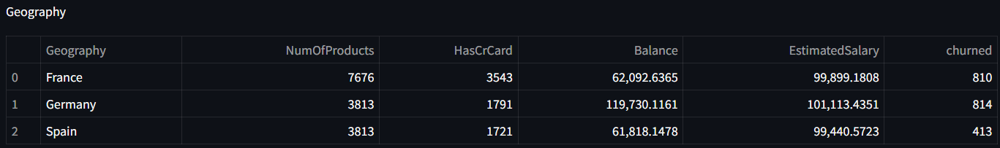 Geography
Geography NumOfProducts HasCrCard Balance EstimatedSalary churned
0 France 7676 3543 62,092.6365 99,899.1808 810
1 Germany 3813 1791 119,730.1161 101,113.4351 814
2 Spain 3813 1721 61,818.1478 99,440.5723 413